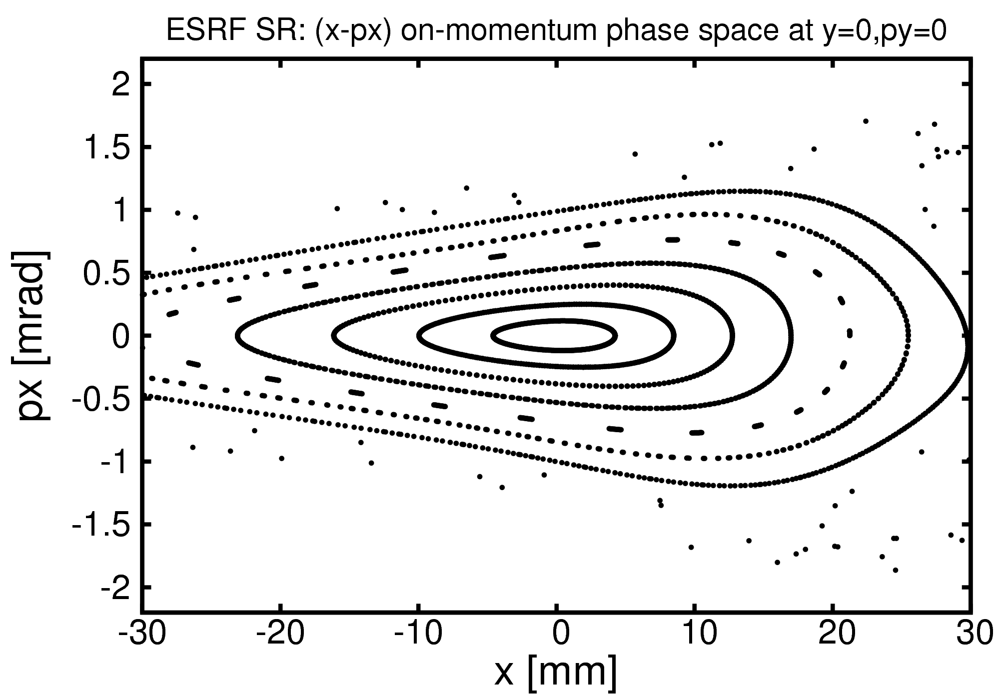 ESRF SR: (x-px) on-momentum phase space at y=0,py=0
2
1.5
1
0.5
0
-0.5
-1
-1.5
-2
px [mrad]
-30 -20 -10 0 10 20 30
x [mm]